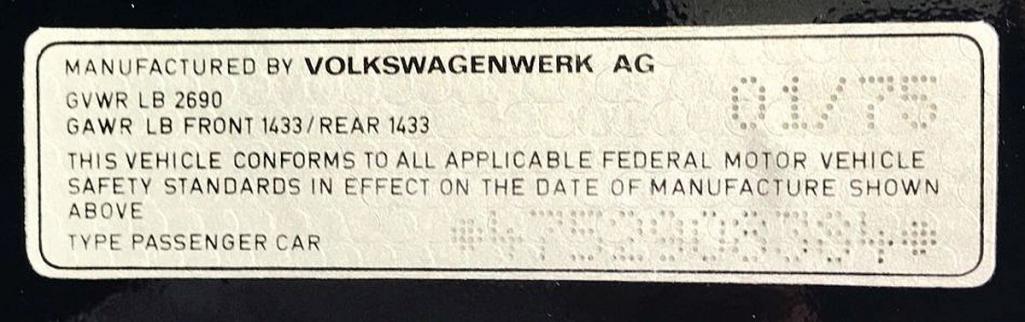 MANUFACTURED BY VOLKSWAGENWERK AG
01/75
GVWR LB 2690
GAWR LB FRONT 1433/REAR 1433
THIS VEHICLE CONFORMS TO ALL APPLICABLE FEDERAL MOTOR VEHICLE
SAFETY STANDARDS IN EFFECT ON THE DATE OF MANUFACTURE SHOWN
ABOVE
TYPE PASSENGER CAR